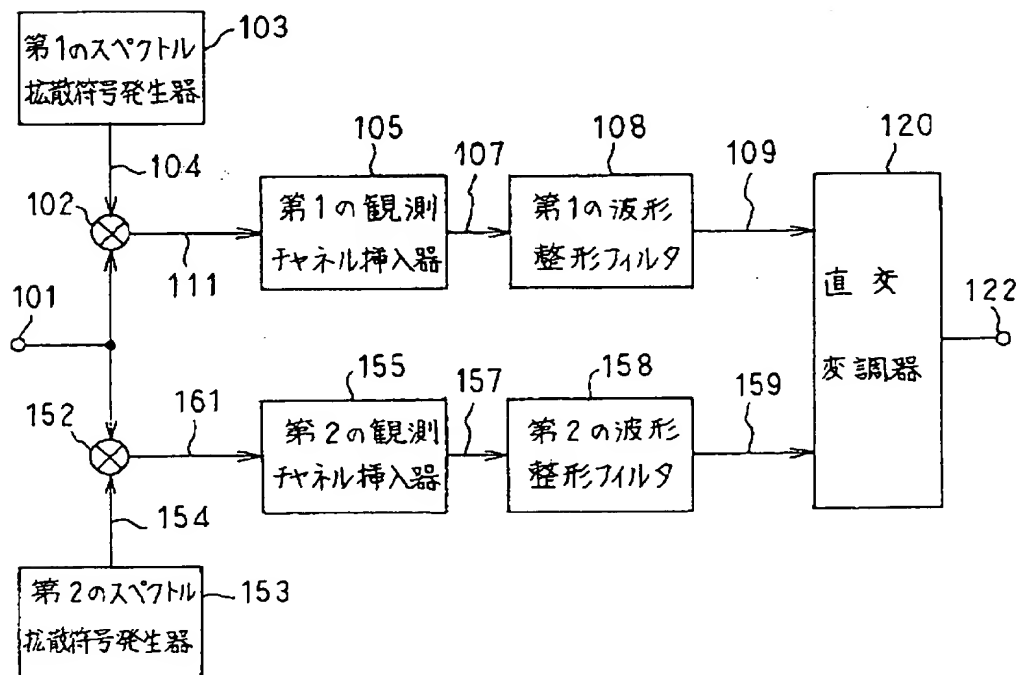 第1のスペクトル
拡散符号発生器
103
104
102
105
107
108
109
120
第1の観測
チャネル挿入器
第1の波形
整形フィルタ
111
101
直交
変調器
122
152
161
155
157
158
159
第2の観測
チャネル挿入器
第2の波形
整形フィルタ
154
第2のスペクトル
拡散符号発生器
153